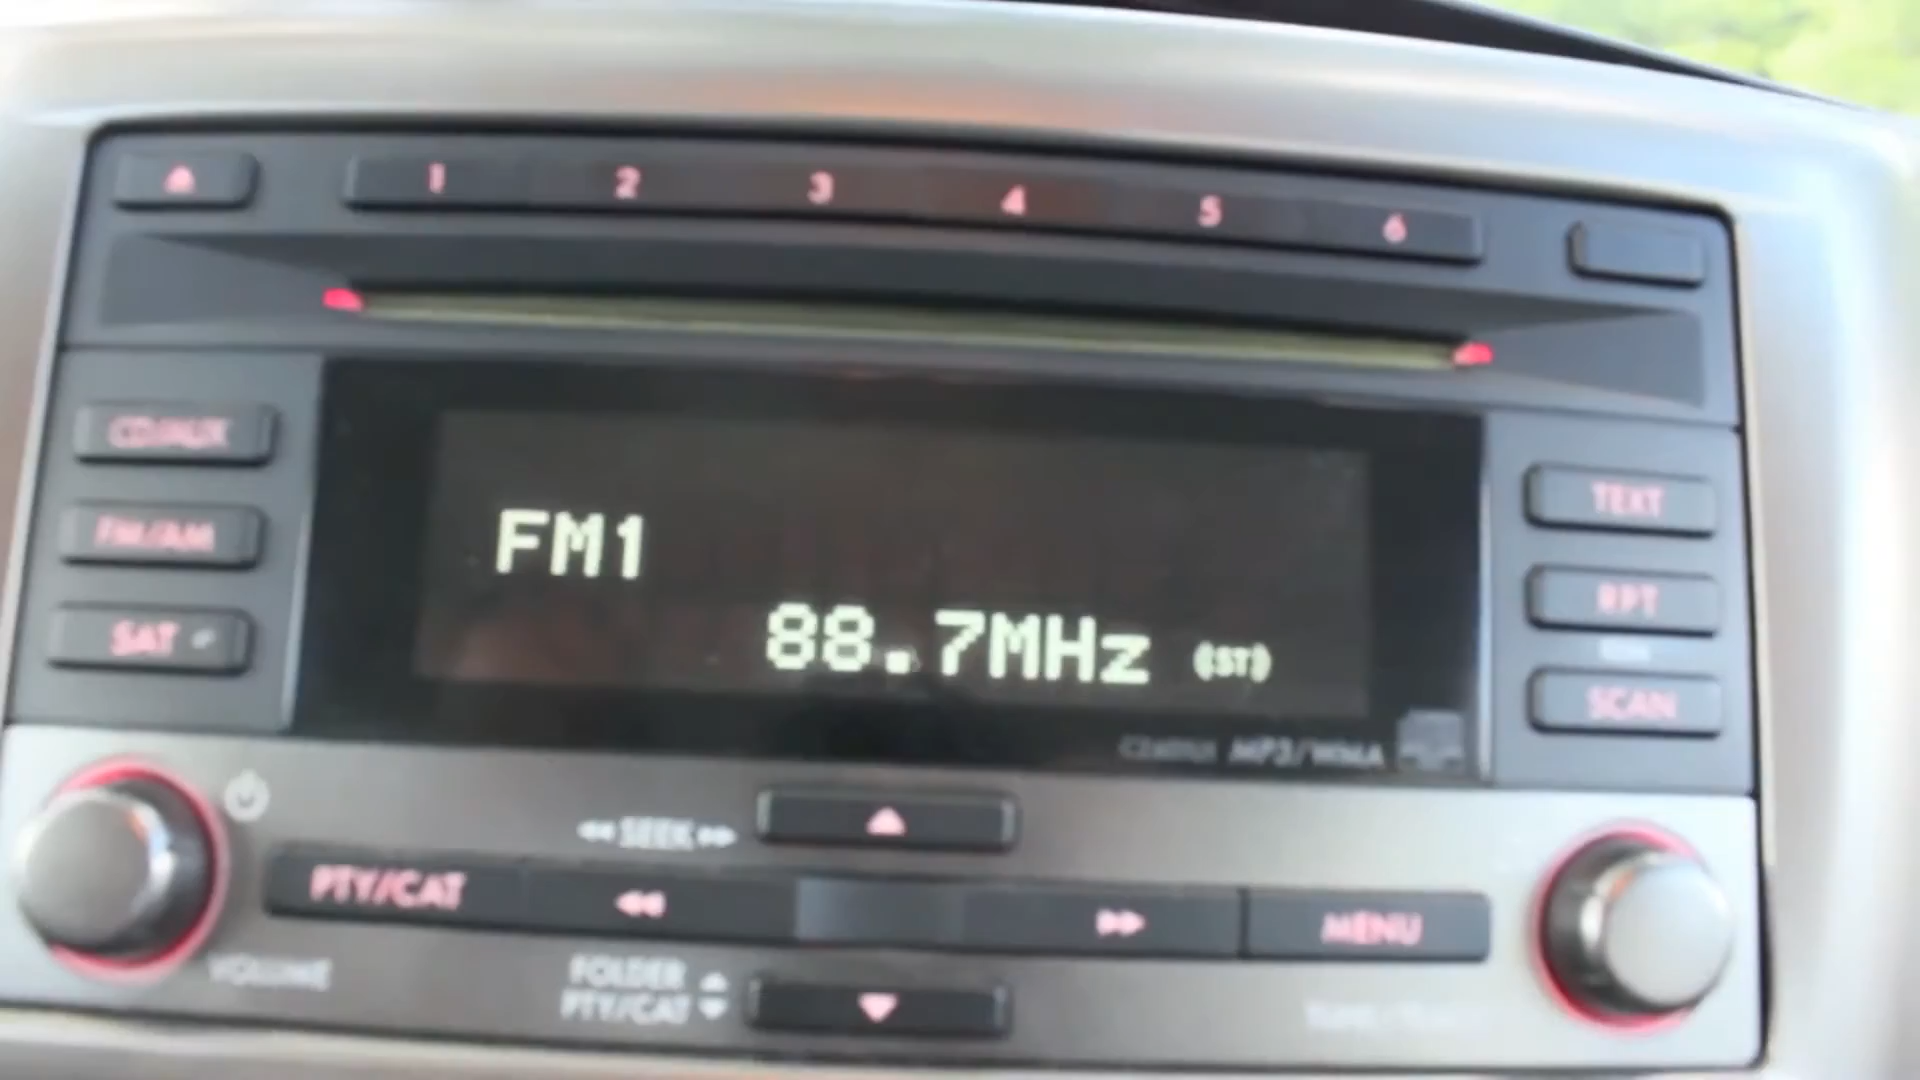 1 2 3 4 5 6
CD/AUX
FM/AM
SAT
FM1
88.7MHz (ST)
MP3/WMA
TEXT
RPT
SCAN
SEEK
PTY/CAT
MENU
VOLUME
FOLDER
PTY/CAT